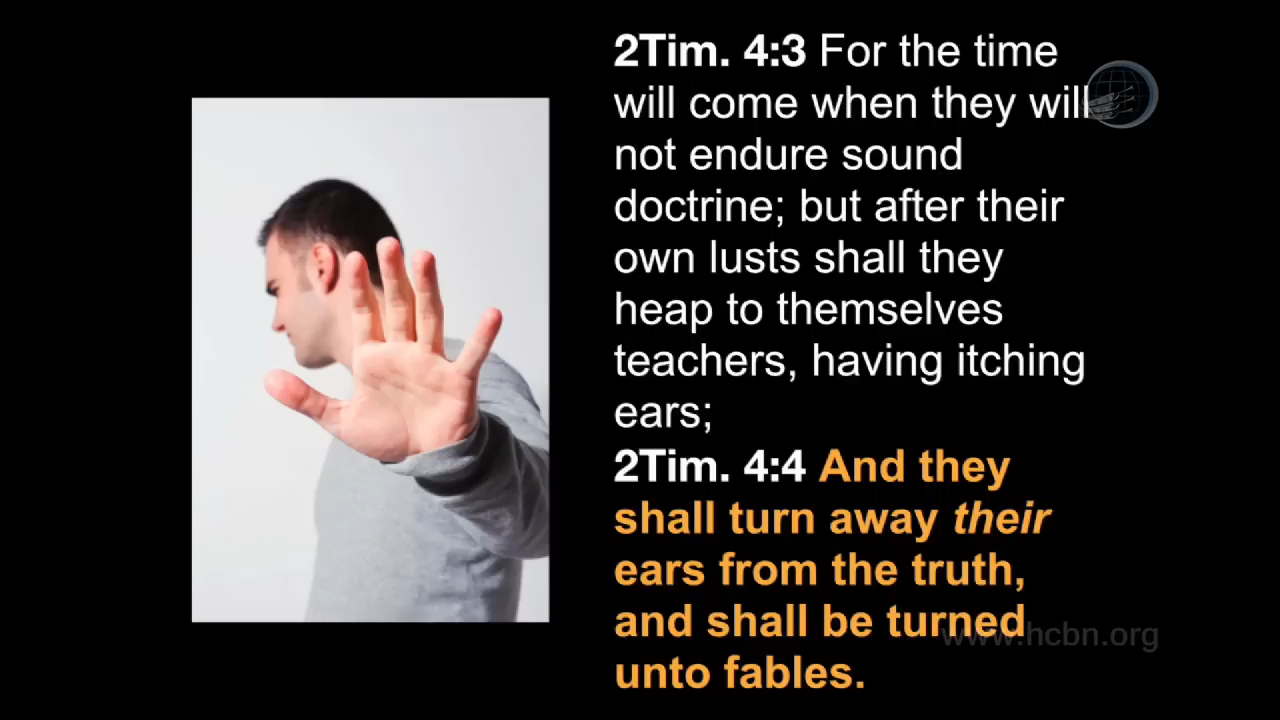 2Tim. 4:3 For the time
will come when they will
not endure sound
doctrine; but after their
own lusts shall they
heap to themselves
teachers, having itching
ears;
2Tim. 4:4 And they
shall turn away their
ears from the truth,
and shall be turned
unto fables.
www.hcbn.org